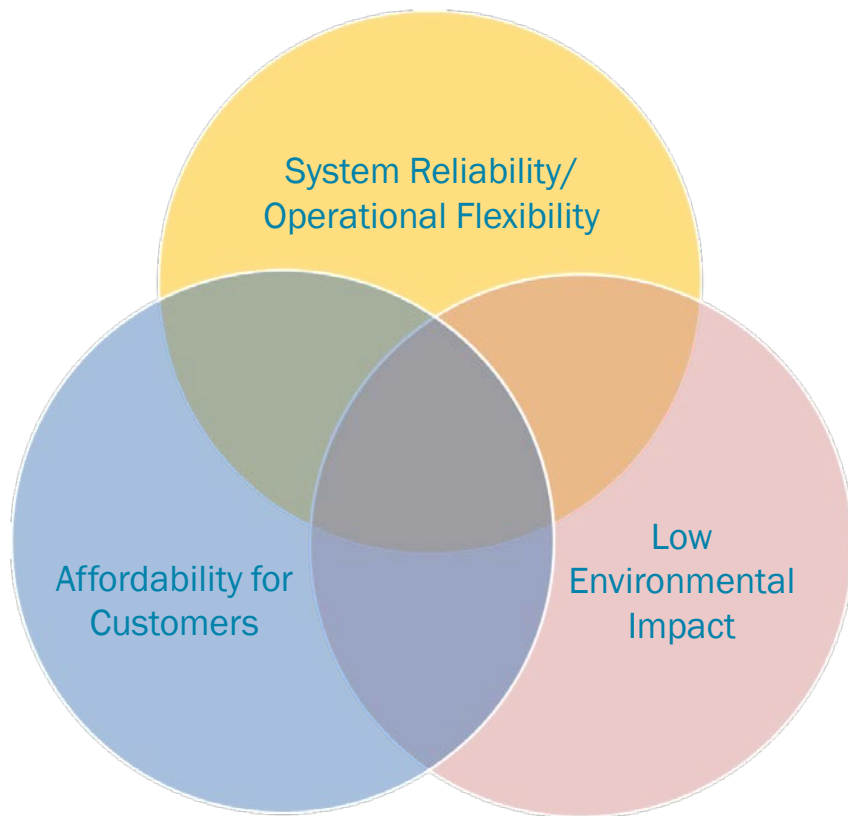 System Reliability/
Operational Flexibility
Affordability for
Customers
Low
Environmental
Impact